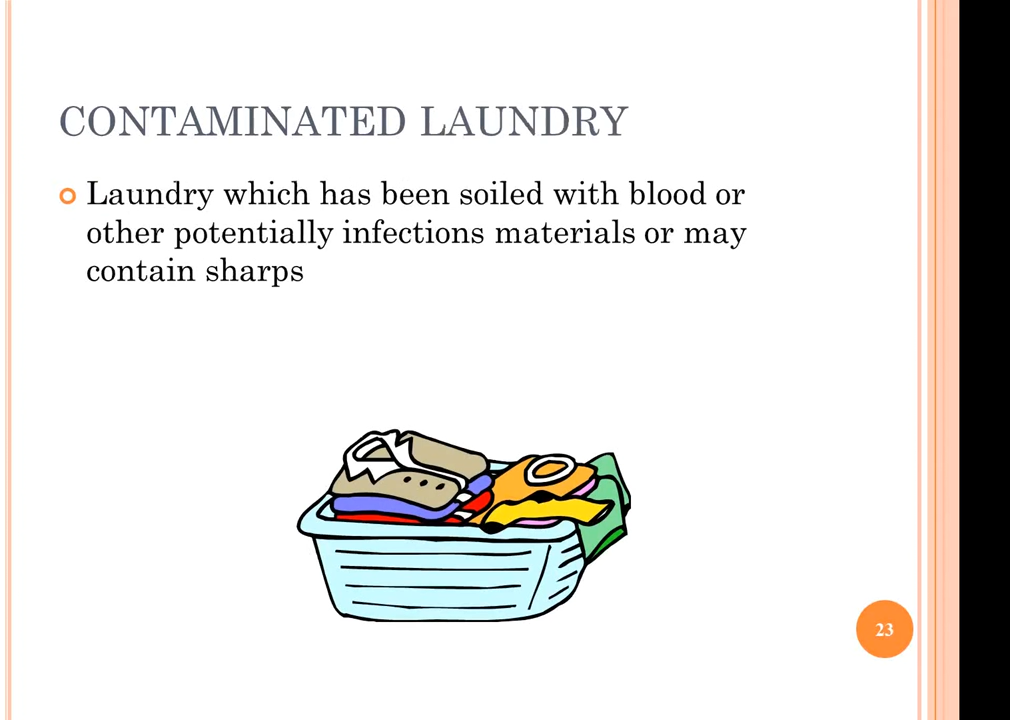 CONTAMINATED LAUNDRY
Laundry which has been soiled with blood or
other potentially infections materials or may
contain sharps
23